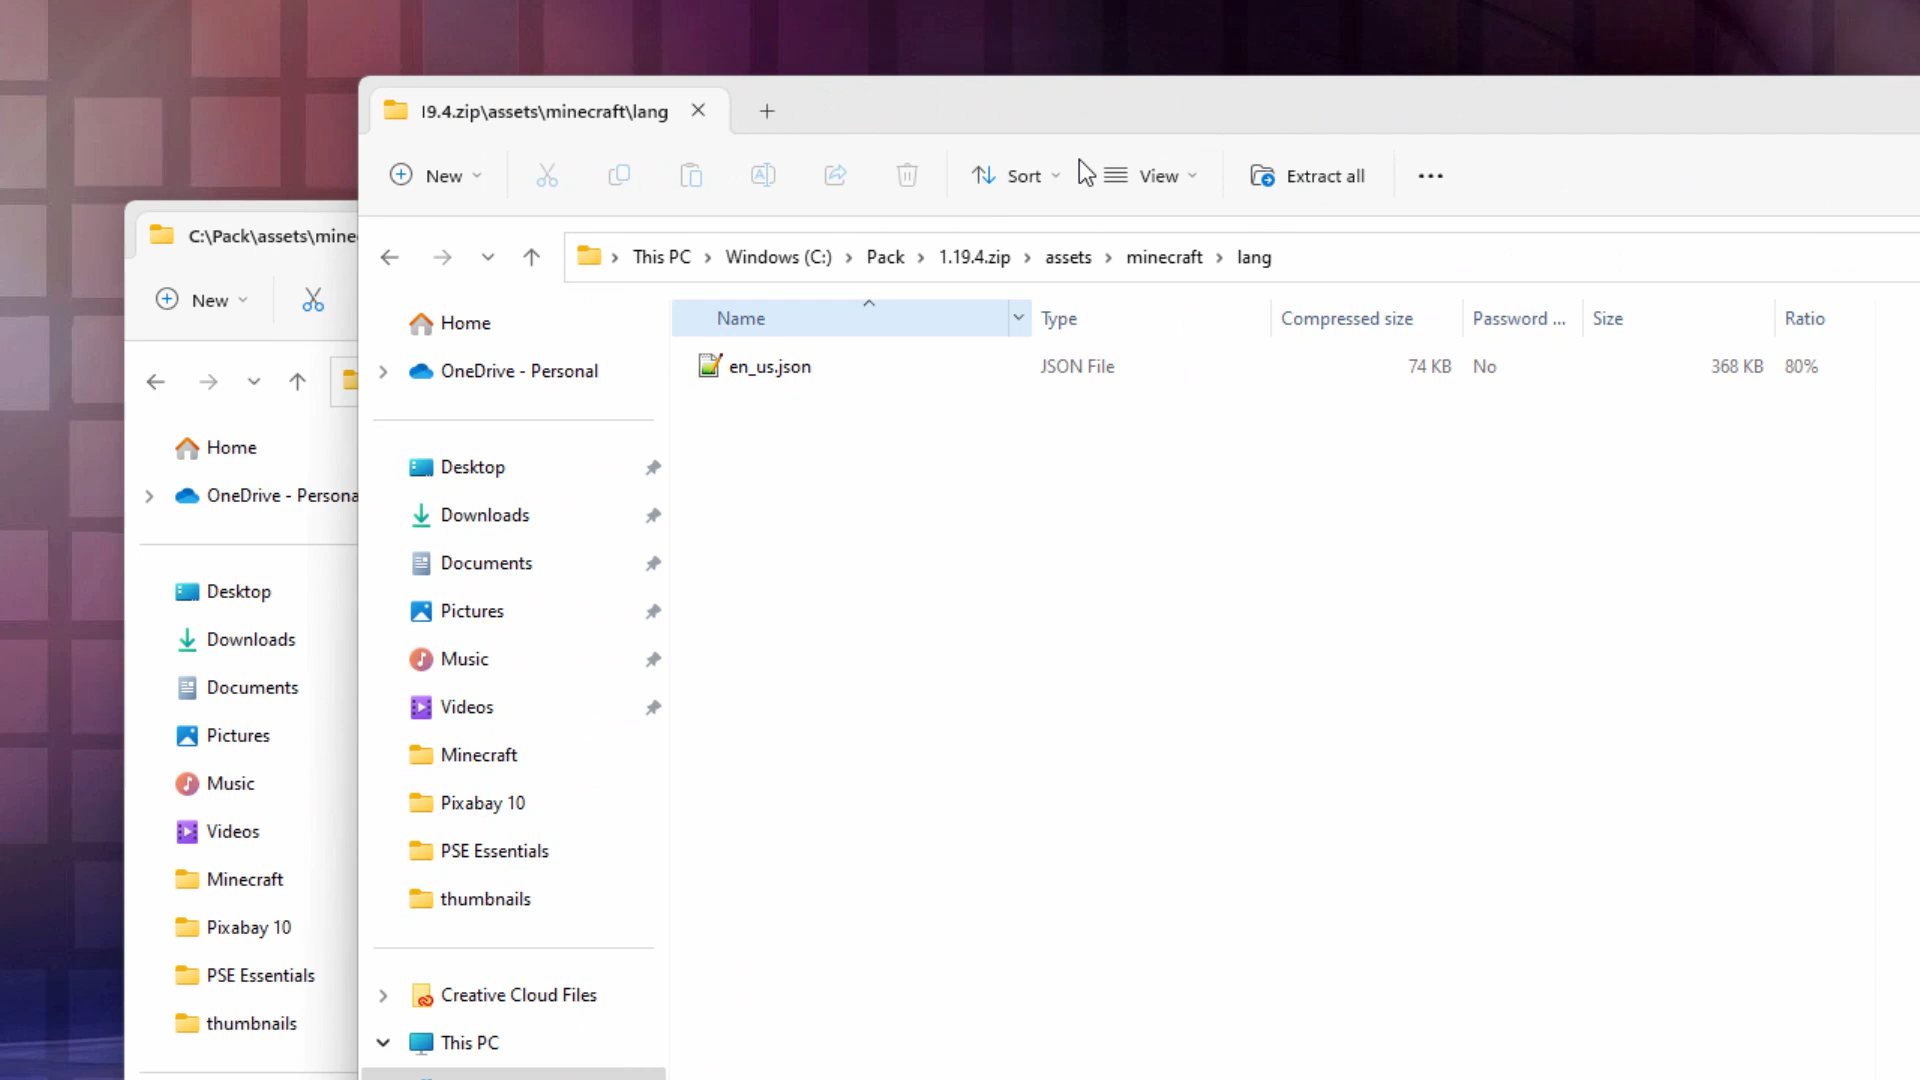 I9.4.zip\assets\minecraft\lang
New
Sort
View
Extract all
This PC Windows (C:) Pack 1.19.4.zip assets minecraft lang
Name Type Compressed size Password ... Size Ratio
en_us.json JSON File 74 KB No 368 KB 80%
Home
OneDrive - Personal
Desktop
Downloads
Documents
Pictures
Music
Videos
Minecraft
Pixabay 10
PSE Essentials
thumbnails
Creative Cloud Files
This PC
C:\Pack\assets\mine
New
Home
OneDrive - Persona
Desktop
Downloads
Documents
Pictures
Music
Videos
Minecraft
Pixabay 10
PSE Essentials
thumbnails